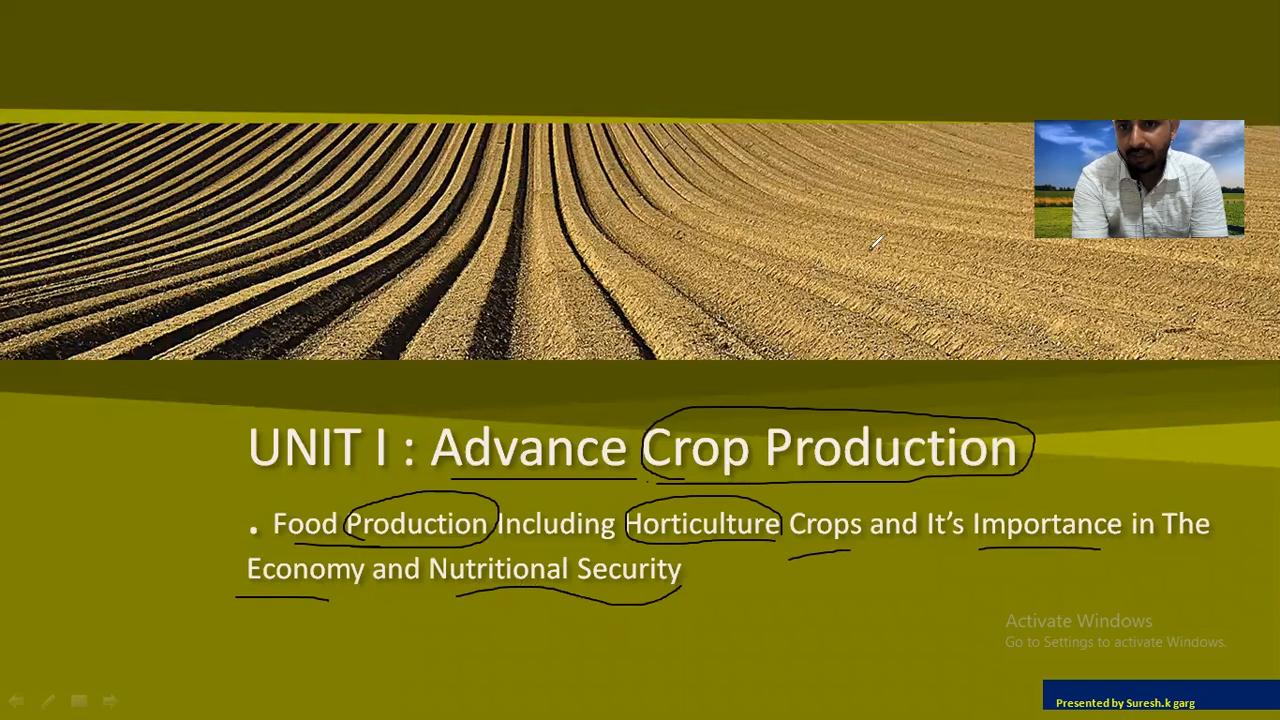 UNIT I : Advance Crop Production
. Food Production Including Horticulture Crops and It’s Importance in The
Economy and Nutritional Security
Activate Windows
Go to Settings to activate Windows.
Presented by Suresh.k garg